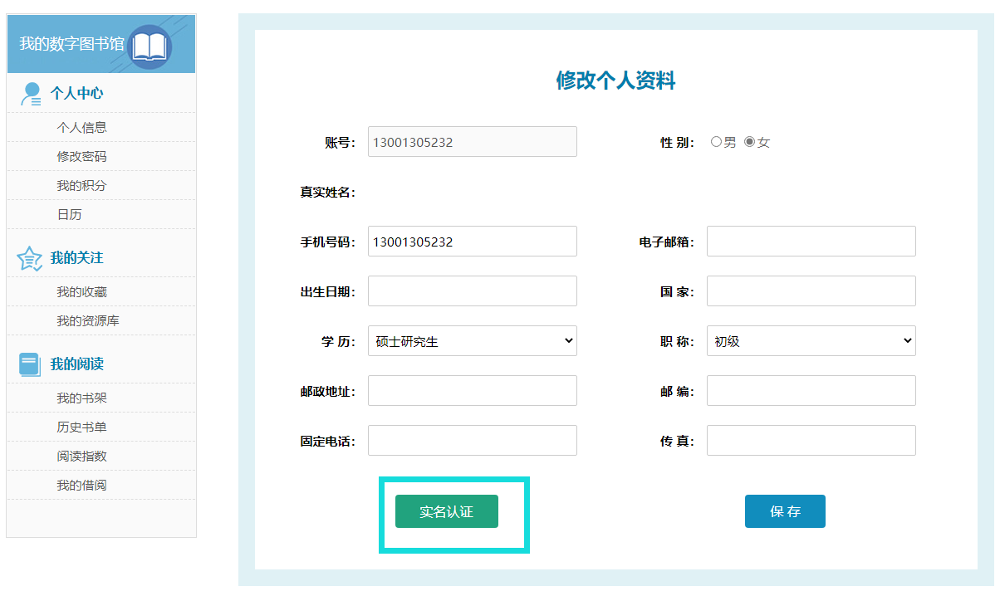 我的数字图书馆
个人中心
个人信息
修改密码
我的积分
日历
我的关注
我的收藏
我的资源库
我的阅读
我的书架
历史书单
阅读指数
我的借阅
修改个人资料
账号： 13001305232 性 别： 男 女
真实姓名：
手机号码： 13001305232 电子邮箱：
出生日期： 国 家：
学 历： 硕士研究生 职 称： 初级
邮政地址： 邮 编：
固定电话： 传 真：
实名认证 保 存